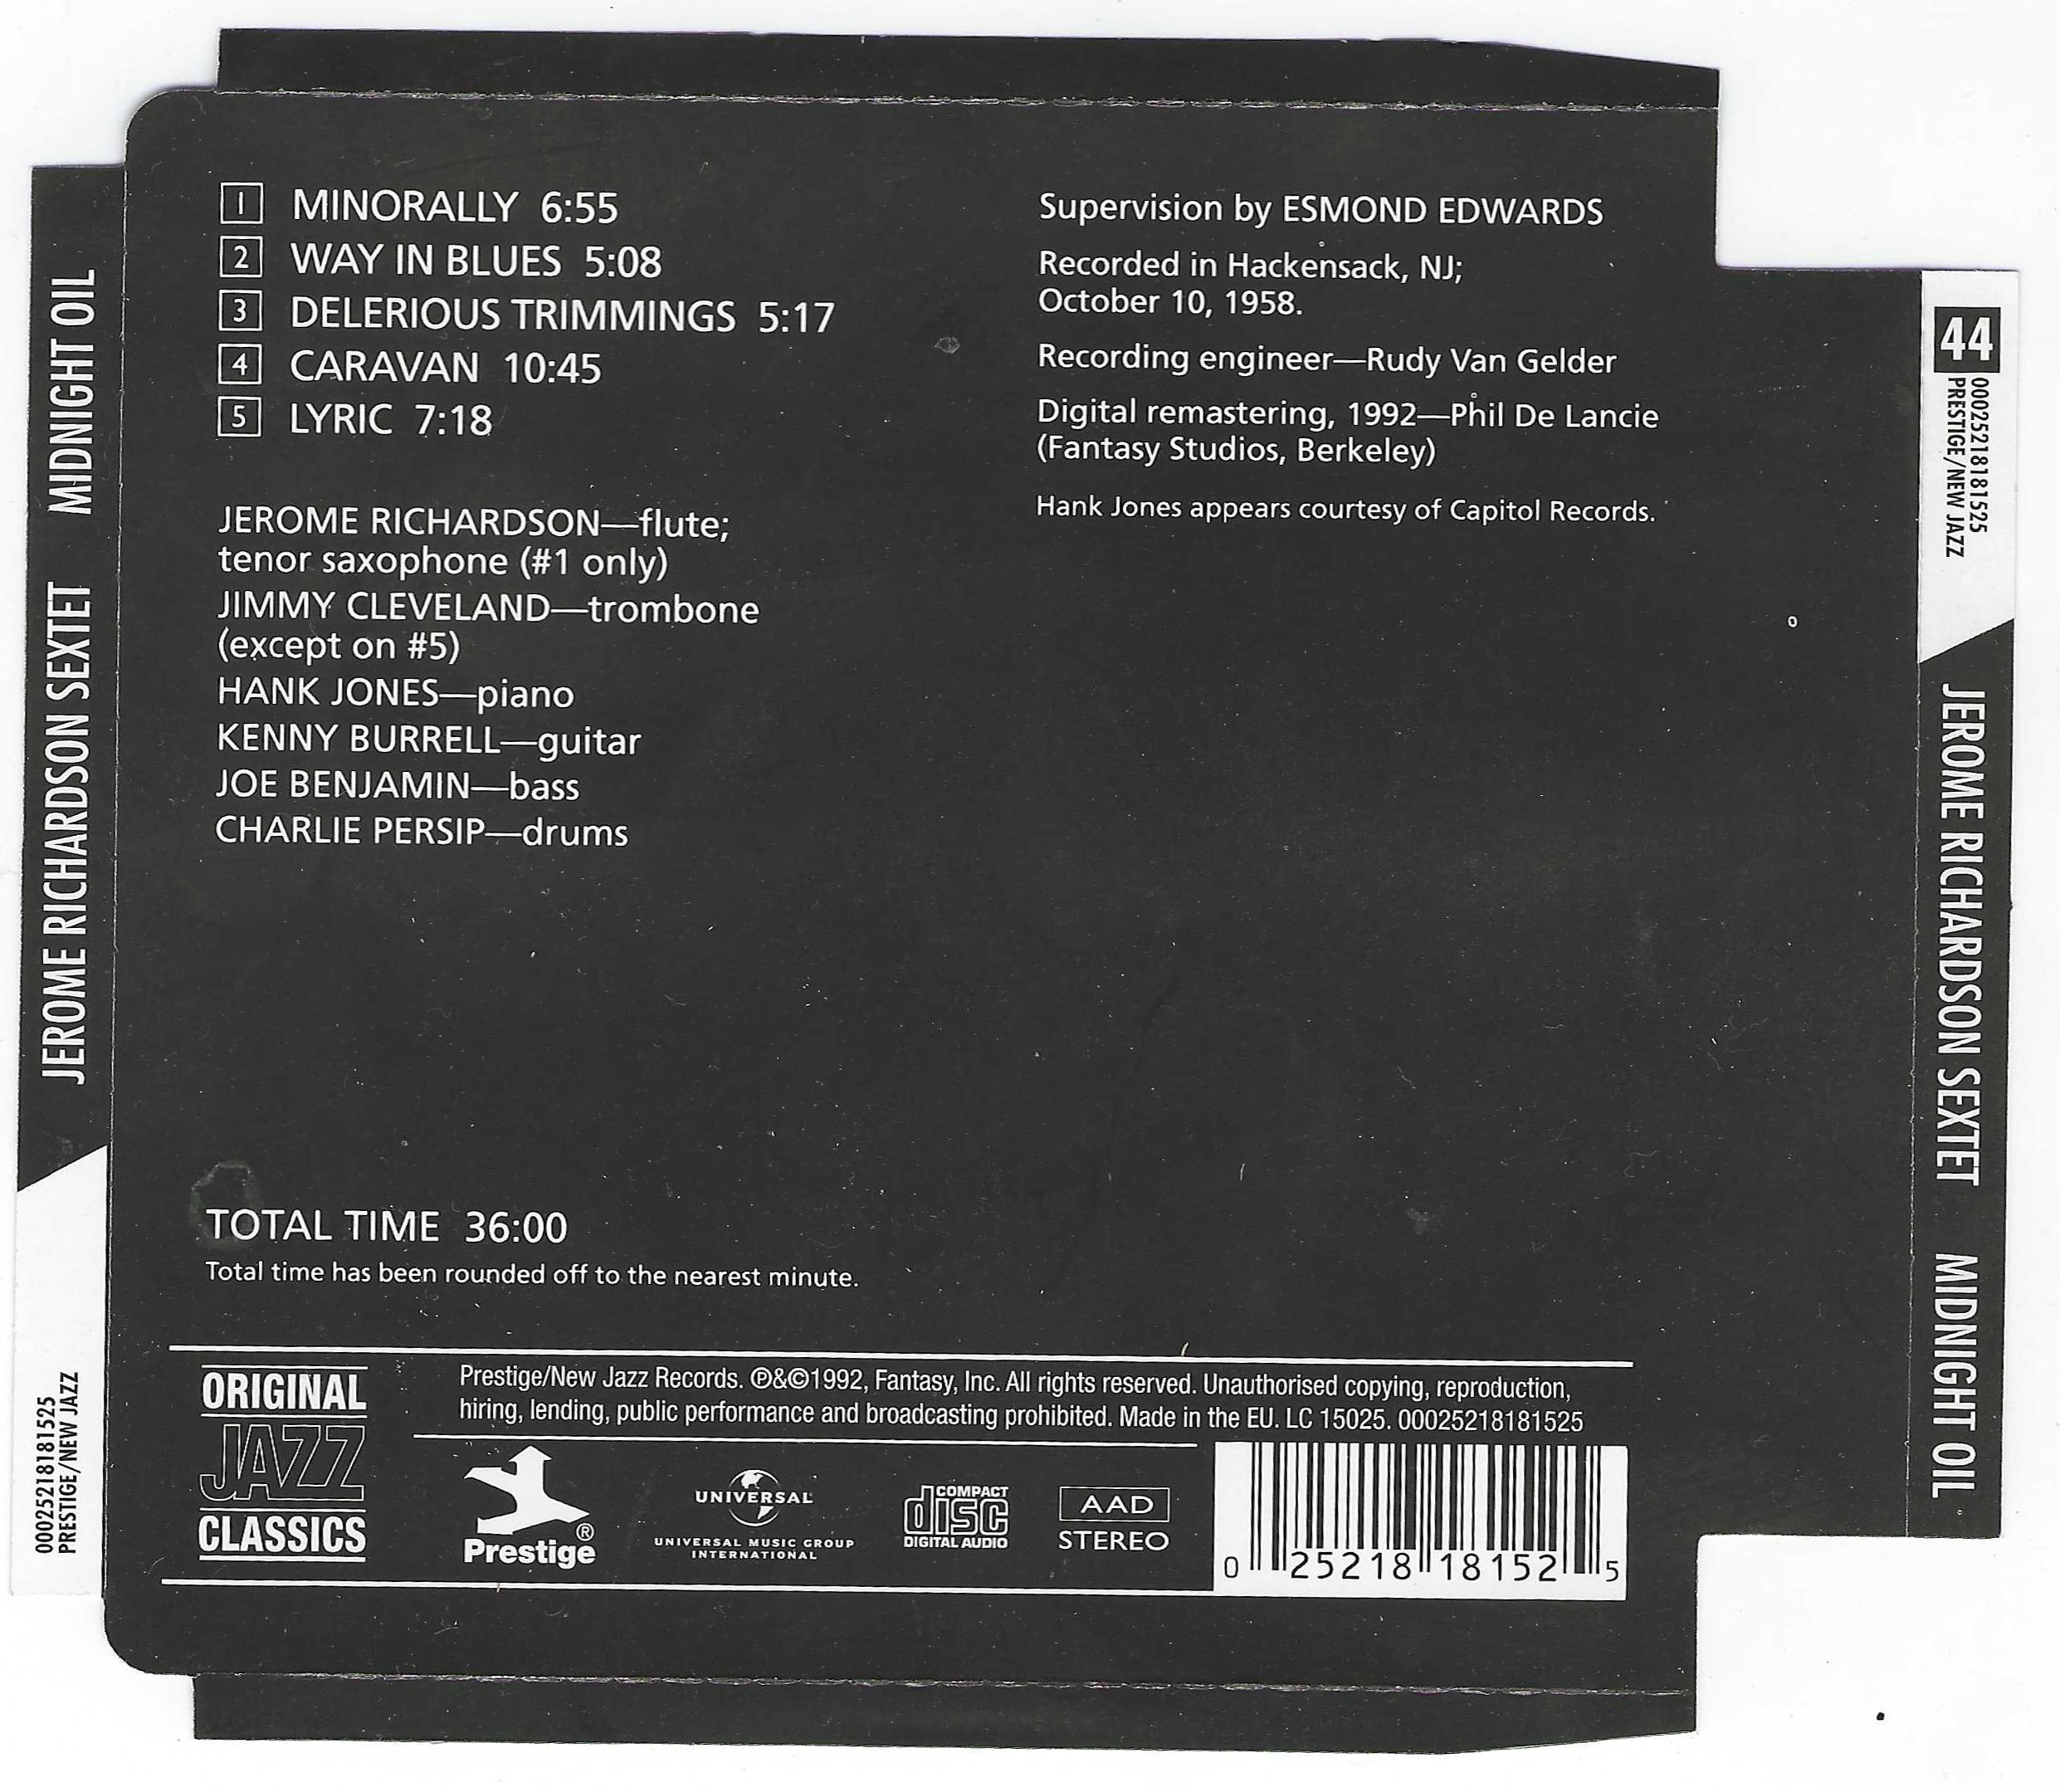 1 MINORALLY 6:55
2 WAY IN BLUES 5:08
3 DELERIOUS TRIMMINGS 5:17
4 CARAVAN 10:45
5 LYRIC 7:18
JEROME RICHARDSON—flute;
tenor saxophone (#1 only)
JIMMY CLEVELAND—trombone
(except on #5)
HANK JONES—piano
KENNY BURRELL—guitar
JOE BENJAMIN—bass
CHARLIE PERSIP—drums
Supervision by ESMOND EDWARDS
Recorded in Hackensack, NJ;
October 10, 1958.
Recording engineer—Rudy Van Gelder
Digital remastering, 1992—Phil De Lancie
(Fantasy Studios, Berkeley)
Hank Jones appears courtesy of Capitol Records.
TOTAL TIME 36:00
Total time has been rounded off to the nearest minute.
ORIGINAL
JAZZ
CLASSICS
Prestige/New Jazz Records. ℗&©1992, Fantasy, Inc. All rights reserved. Unauthorised copying, reproduction,
hiring, lending, public performance and broadcasting prohibited. Made in the EU. LC 15025. 00025218181525
Prestige®
UNIVERSAL
UNIVERSAL MUSIC GROUP
INTERNATIONAL
COMPACT
disc
DIGITAL AUDIO
AAD
STEREO
0 25218 18152 5
JEROME RICHARDSON SEXTET MIDNIGHT OIL
00025218181525
PRESTIGE/NEW JAZZ
44
00025218181525
PRESTIGE/NEW JAZZ
JEROME RICHARDSON SEXTET MIDNIGHT OIL